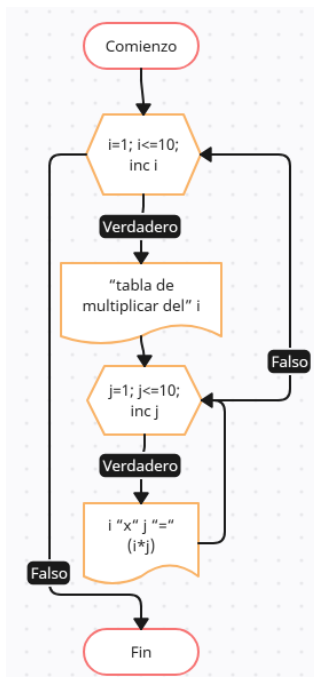 Comienzo
i=1; i<=10;
inc i
Verdadero
“tabla de
multiplicar del” i
Falso
j=1; j<=10;
inc j
Verdadero
i “x“ j “=“
(i*j)
Falso
Fin